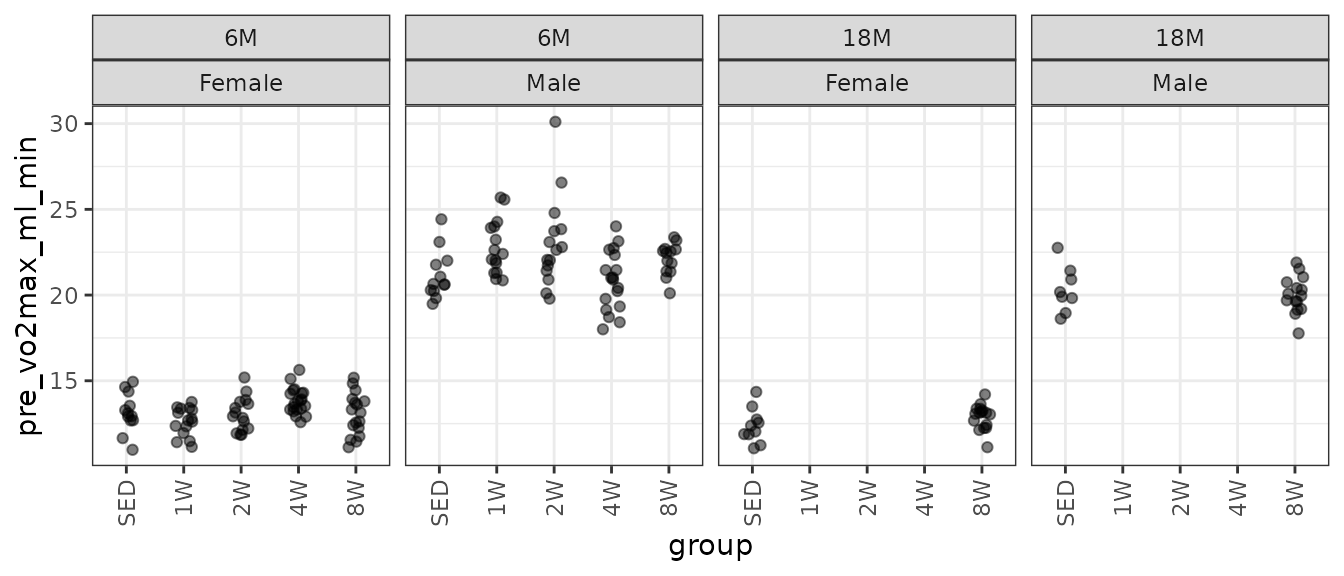 6M 6M 18M 18M
Female Male Female Male
pre_vo2max_ml_min
30
25
20
15
SED 1W 2W 4W 8W SED 1W 2W 4W 8W SED 1W 2W 4W 8W SED 1W 2W 4W 8W
group